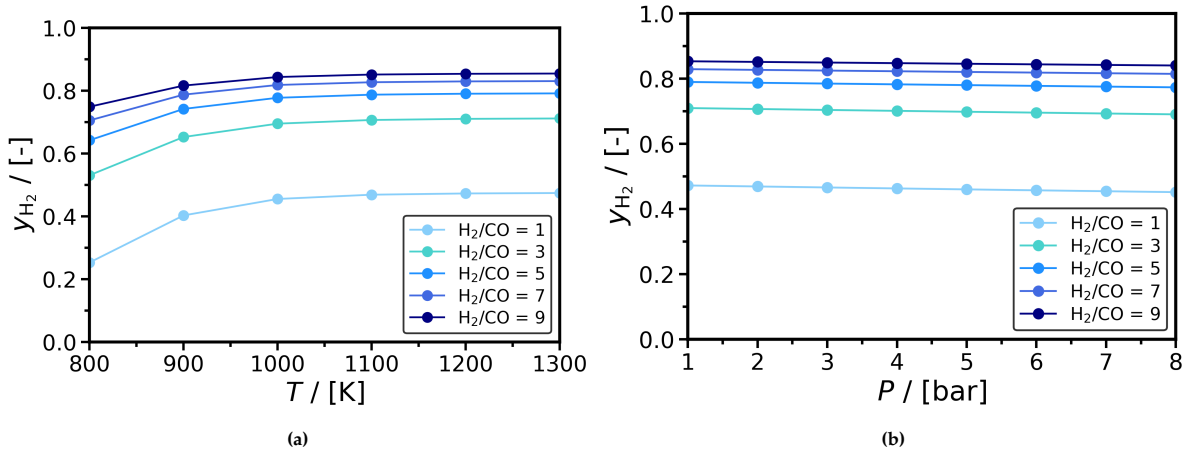 1.0
0.8
0.6
0.4
0.2
0.0
y_H₂ / [-]
800 900 1000 1100 1200 1300
T / [K]
H₂/CO = 1
H₂/CO = 3
H₂/CO = 5
H₂/CO = 7
H₂/CO = 9
(a)
1.0
0.8
0.6
0.4
0.2
0.0
y_H₂ / [-]
1 2 3 4 5 6 7 8
P / [bar]
H₂/CO = 1
H₂/CO = 3
H₂/CO = 5
H₂/CO = 7
H₂/CO = 9
(b)